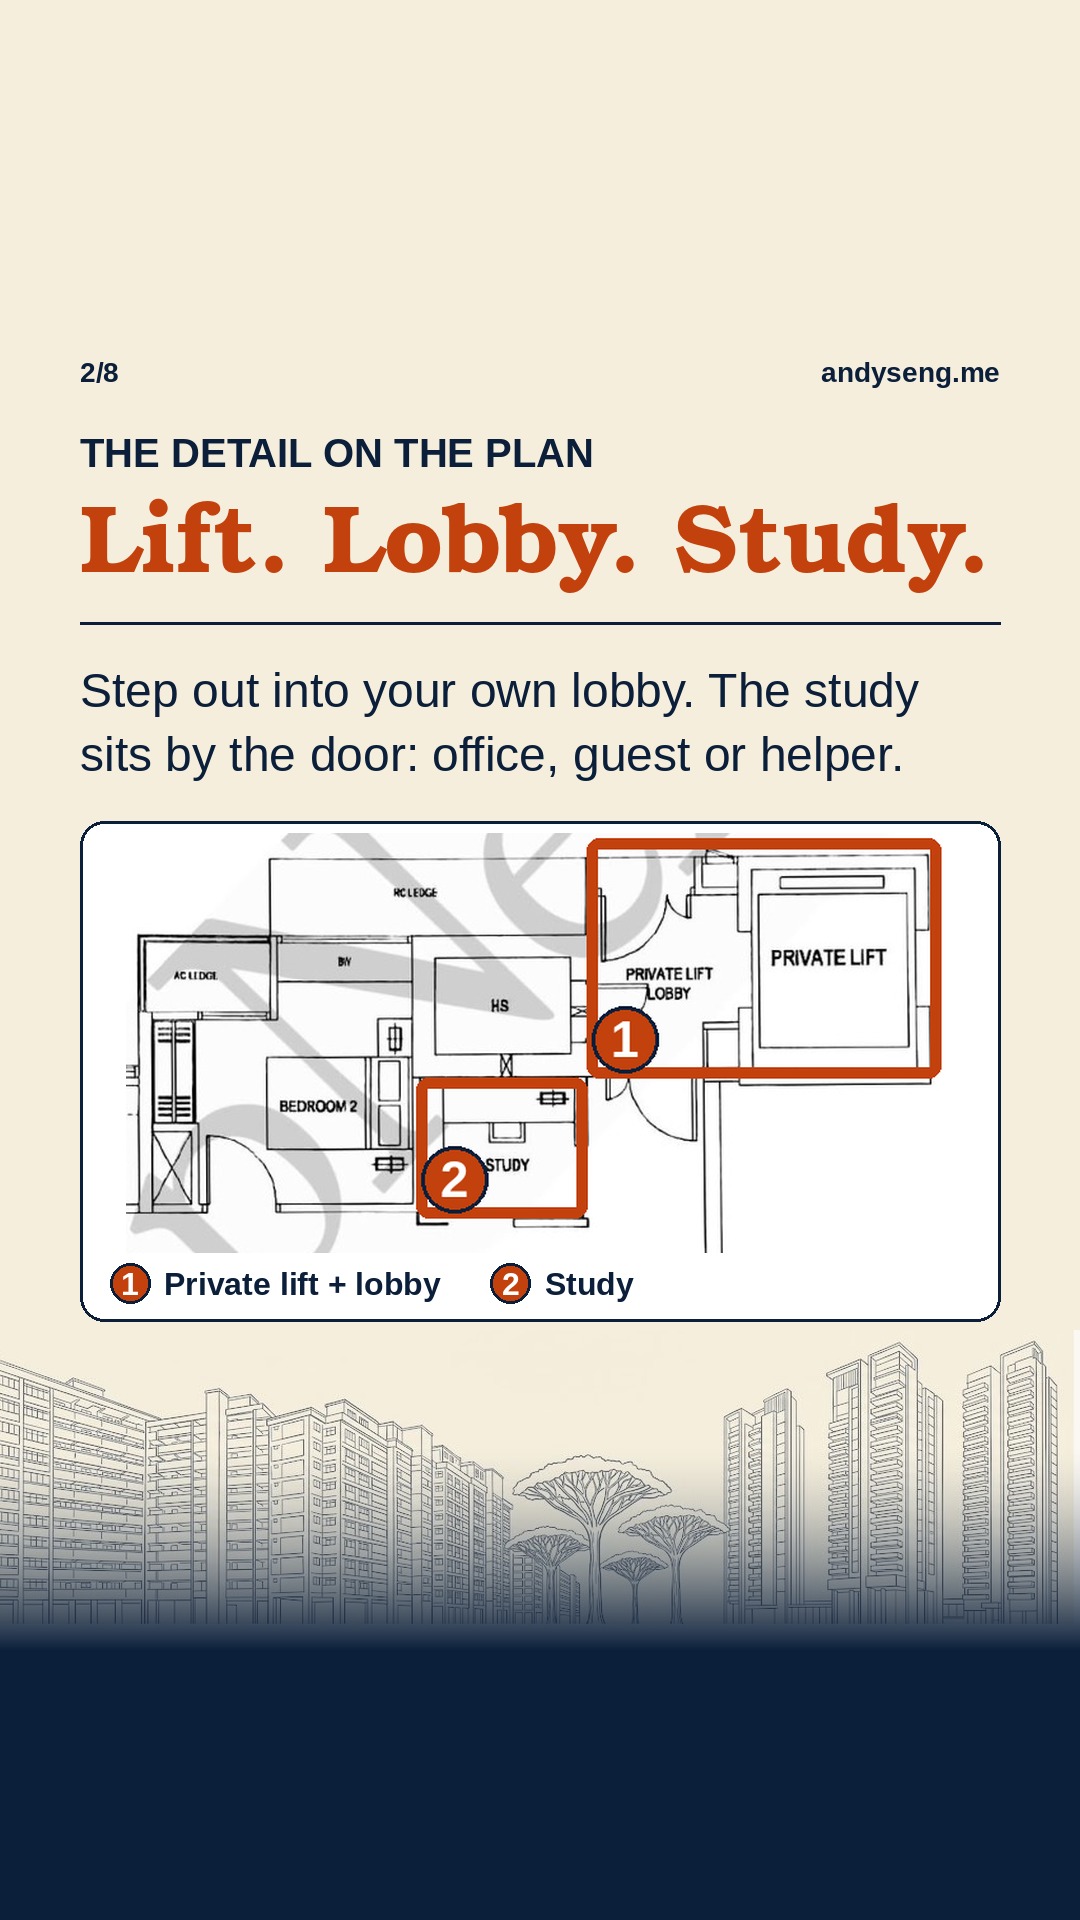 2/8
andyseng.me
THE DETAIL ON THE PLAN
Lift. Lobby. Study.
Step out into your own lobby. The study
sits by the door: office, guest or helper.
RC LEDGE
AC LEDGE
BW
HS
PRIVATE LIFT
LOBBY
PRIVATE LIFT
1
BEDROOM 2
2
STUDY
1 Private lift + lobby
2 Study